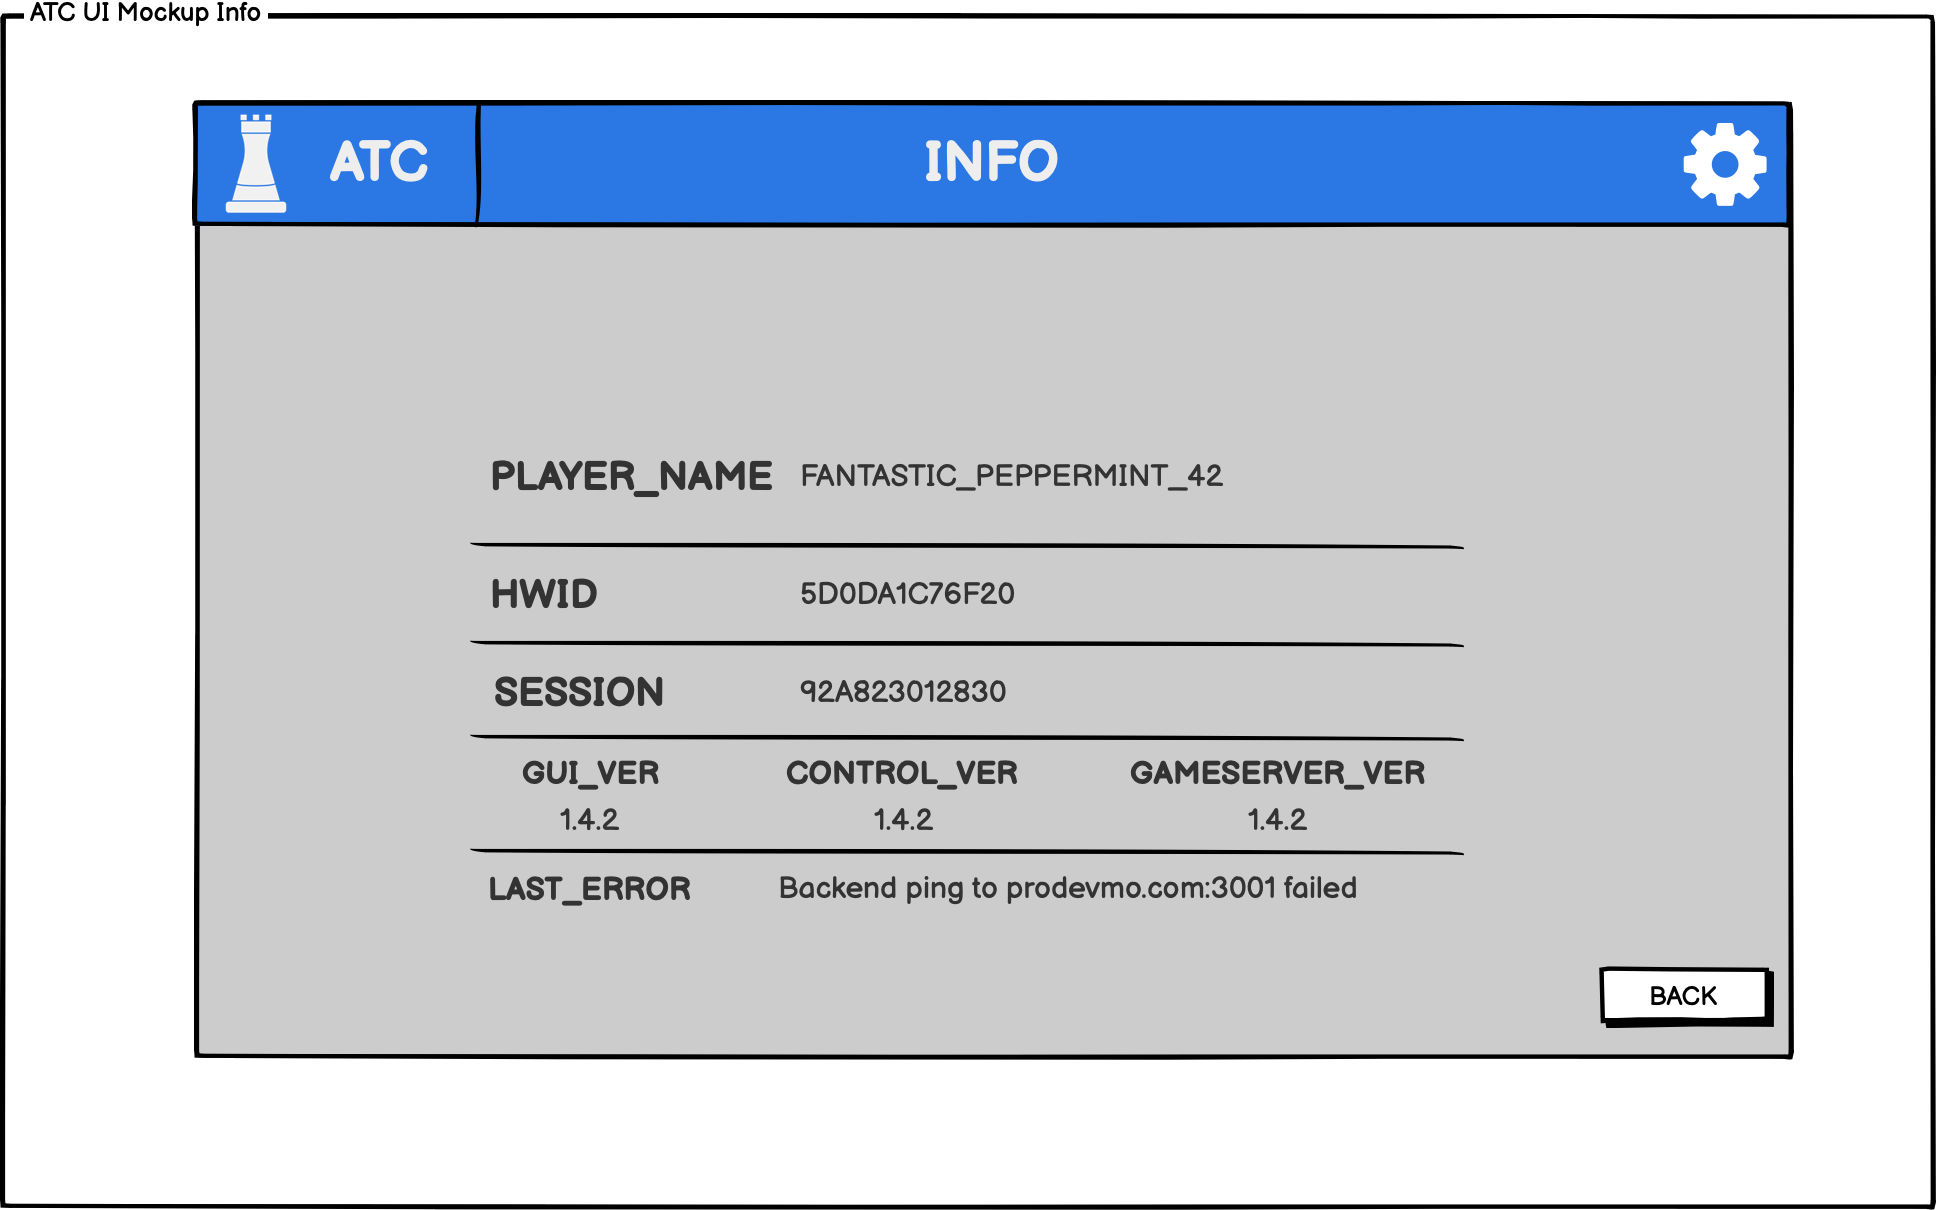 ATC UI Mockup Info
ATC
INFO
PLAYER_NAME FANTASTIC_PEPPERMINT_42
HWID 5D0DA1C76F20
SESSION 92A823012830
GUI_VER CONTROL_VER GAMESERVER_VER
1.4.2 1.4.2 1.4.2
LAST_ERROR Backend ping to prodevmo.com:3001 failed
BACK